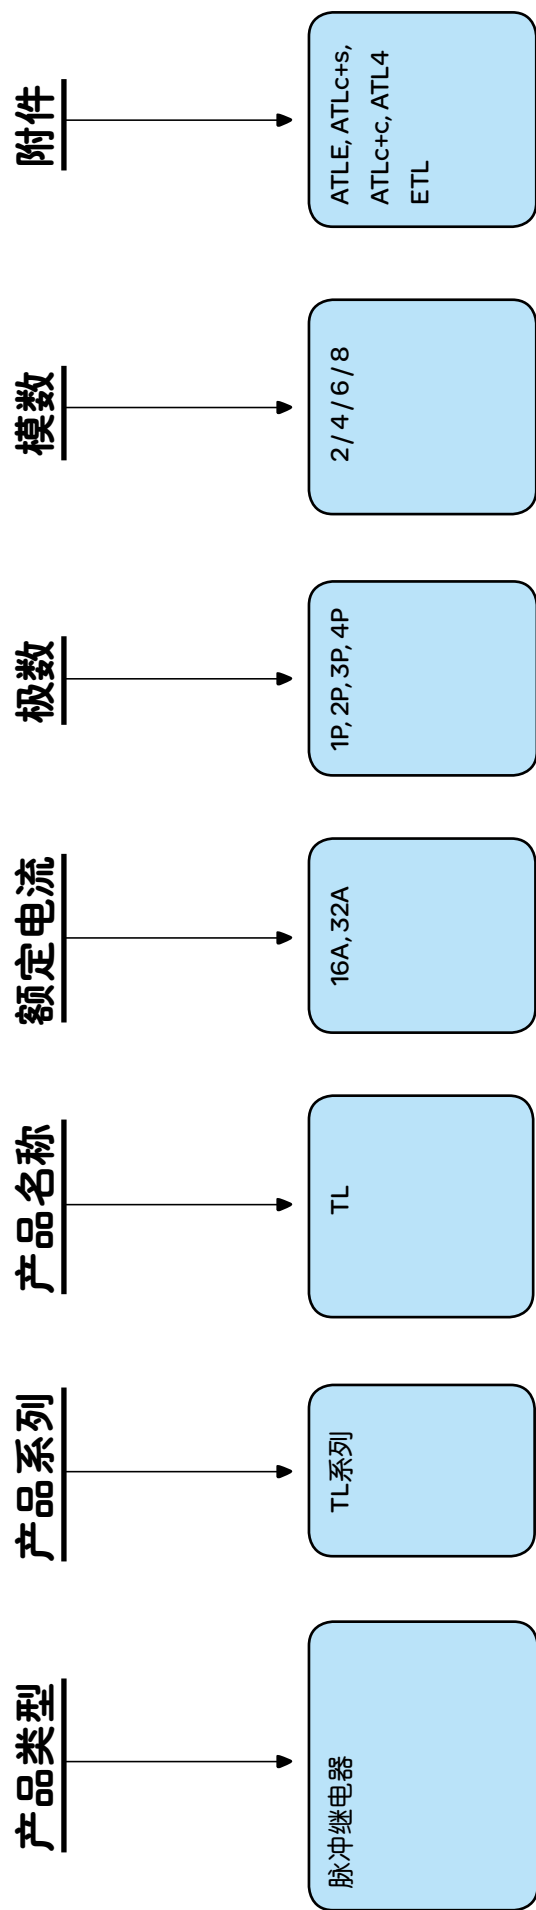 产品类型
产品系列
产品名称
额定电流
极数
模数
附件
脉冲继电器
TL系列
TL
16A, 32A
1P, 2P, 3P, 4P
2 / 4 / 6 / 8
ATLE, ATLc+s,
ATLc+c, ATL4
ETL